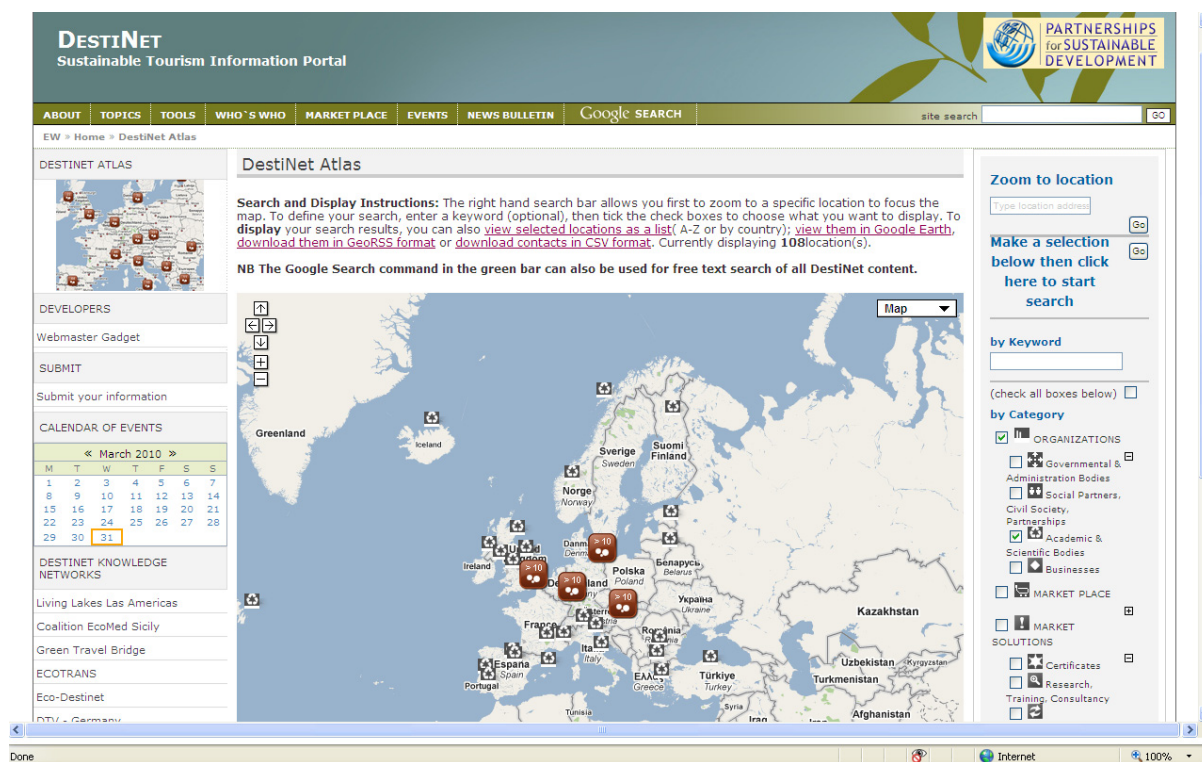 DESTINET
Sustainable Tourism Information Portal
PARTNERSHIPS
for SUSTAINABLE
DEVELOPMENT
ABOUT TOPICS TOOLS WHO`S WHO MARKET PLACE EVENTS NEWS BULLETIN Google SEARCH site search GO
EW » Home » DestiNet Atlas
DESTINET ATLAS
DEVELOPERS
Webmaster Gadget
SUBMIT
Submit your information
CALENDAR OF EVENTS
« March 2010 »
M T W T F S S
1 2 3 4 5 6 7
8 9 10 11 12 13 14
15 16 17 18 19 20 21
22 23 24 25 26 27 28
29 30 31
DESTINET KNOWLEDGE
NETWORKS
Living Lakes Las Americas
Coalition EcoMed Sicily
Green Travel Bridge
ECOTRANS
Eco-Destinet
DTV - Germany
DestiNet Atlas
Search and Display Instructions: The right hand search bar allows you first to zoom to a specific location to focus the
map. To define your search, enter a keyword (optional), then tick the check boxes to choose what you want to display. To
display your search results, you can also view selected locations as a list( A-Z or by country); view them in Google Earth,
download them in GeoRSS format or download contacts in CSV format. Currently displaying 108location(s).
NB The Google Search command in the green bar can also be used for free text search of all DestiNet content.
Map
Greenland
Iceland
Sverige
Sweden
Suomi
Finland
Norge
Norway
Ireland
> 10
> 10
> 10
> 10
Polska
Poland
Беларусь
Belarus
Україна
Ukraine
Kazakhstan
France
Italy
España
Spain
Portugal
Greece
Türkiye
Turkey
Uzbekistan
Kyrgyzstan
Turkmenistan
Tunisia
Syria
Iraq
Afghanistan
Zoom to location
Type location address
Go
Make a selection
below then click
here to start
search
Go
by Keyword
(check all boxes below)
by Category
ORGANIZATIONS
Governmental &
Administration Bodies
Social Partners,
Civil Society,
Partnerships
Academic &
Scientific Bodies
Businesses
MARKET PLACE
MARKET
SOLUTIONS
Certificates
Research,
Training, Consultancy
Done Internet 100%